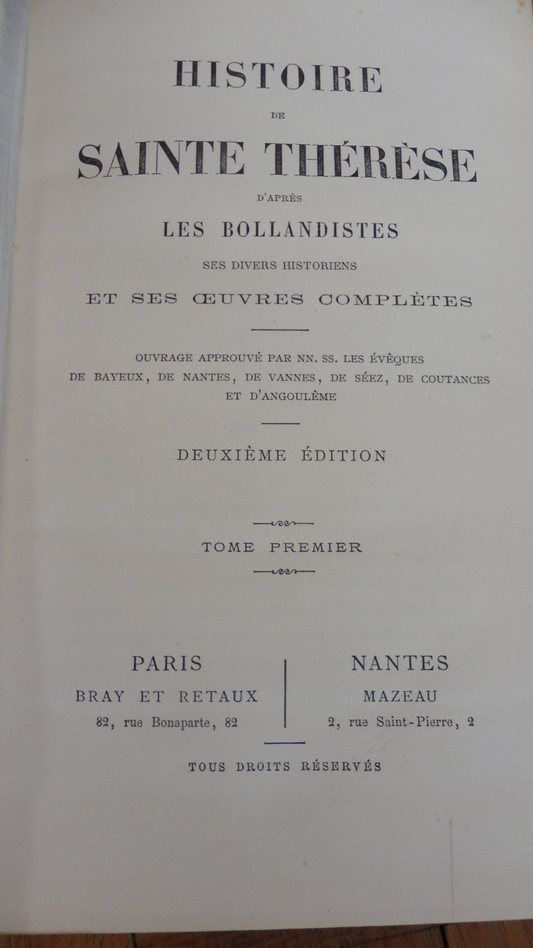 HISTOIRE
DE
SAINTE THÉRÈSE
D'APRÈS
LES BOLLANDISTES
SES DIVERS HISTORIENS
ET SES ŒUVRES COMPLÈTES
OUVRAGE APPROUVÉ PAR NN. SS. LES ÉVÊQUES
DE BAYEUX, DE NANTES, DE VANNES, DE SÉEZ, DE COUTANCES
ET D'ANGOULÊME
DEUXIÈME ÉDITION
TOME PREMIER
PARIS
BRAY ET RETAUX
82, rue Bonaparte, 82
NANTES
MAZEAU
2, rue Saint-Pierre, 2
TOUS DROITS RÉSERVÉS